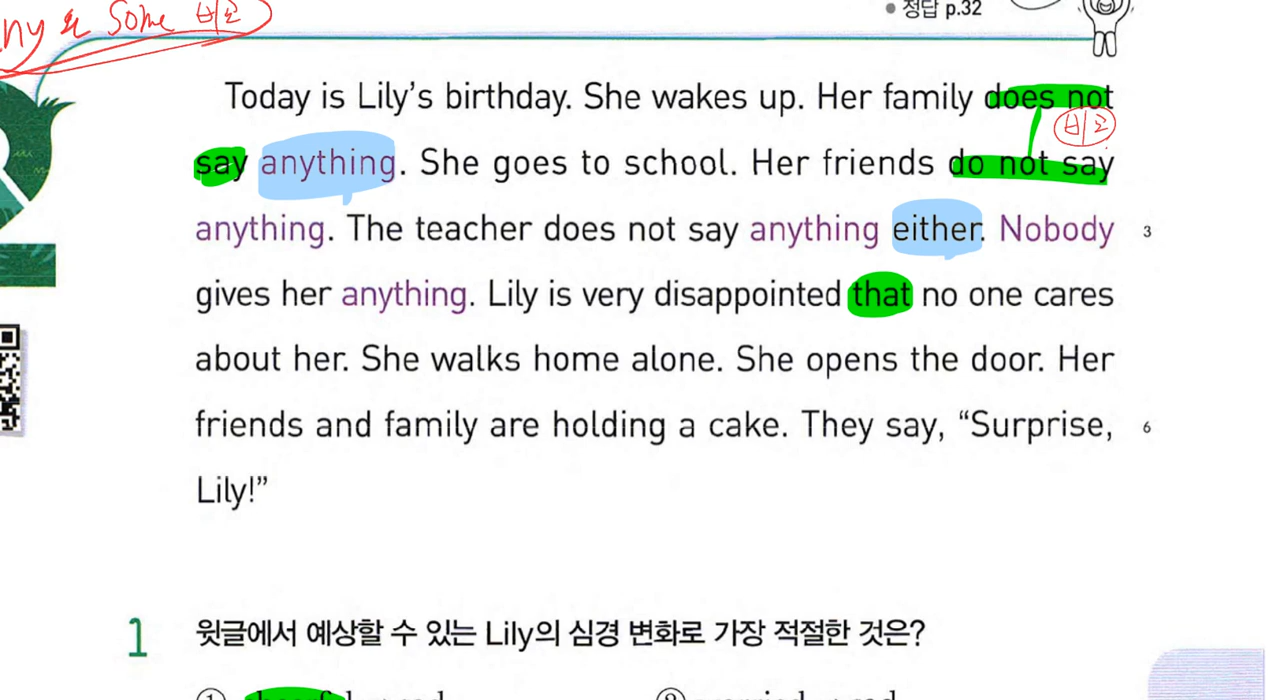 ny & Some 비교
● 정답 p.32
Today is Lily's birthday. She wakes up. Her family does not
비교
say anything. She goes to school. Her friends do not say
anything. The teacher does not say anything either. Nobody 3
gives her anything. Lily is very disappointed that no one cares
about her. She walks home alone. She opens the door. Her
friends and family are holding a cake. They say, “Surprise, 6
Lily!”
1 윗글에서 예상할 수 있는 Lily의 심경 변화로 가장 적절한 것은?